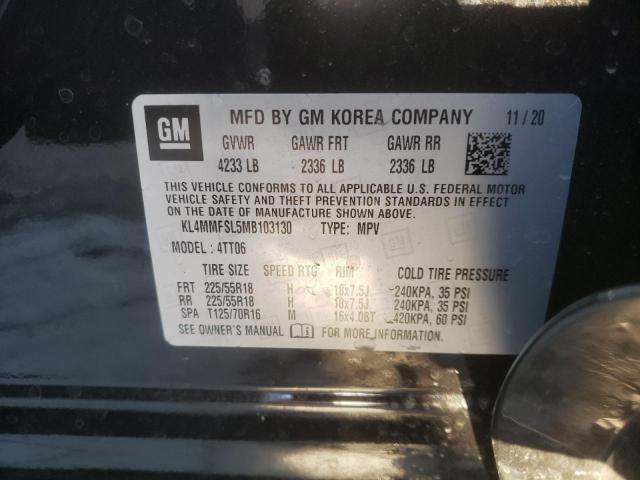 GM
MFD BY GM KOREA COMPANY 11/20
GVWR GAWR FRT GAWR RR
4233 LB 2336 LB 2336 LB
THIS VEHICLE CONFORMS TO ALL APPLICABLE U.S. FEDERAL MOTOR
VEHICLE SAFETY AND THEFT PREVENTION STANDARDS IN EFFECT
ON THE DATE OF MANUFACTURE SHOWN ABOVE.
KL4MMFSL5MB103130 TYPE: MPV
MODEL: 4TT06
TIRE SIZE SPEED RTG RIM COLD TIRE PRESSURE
FRT 225/55R18 H 18x7.5J 240KPA, 35 PSI
RR 225/55R18 H 18x7.5J 240KPA, 35 PSI
SPA T125/70R16 M 16x4.0BT 420KPA, 60 PSI
SEE OWNER'S MANUAL FOR MORE INFORMATION.